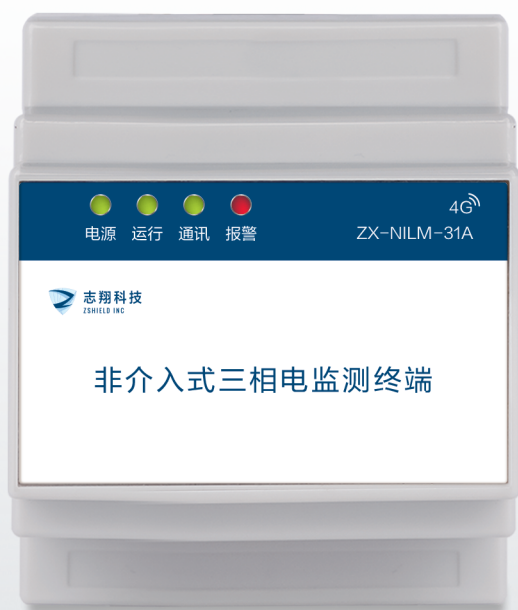 4G
电源 运行 通讯 报警 ZX-NILM-31A
志翔科技
ZSHIELD INC
非介入式三相电监测终端